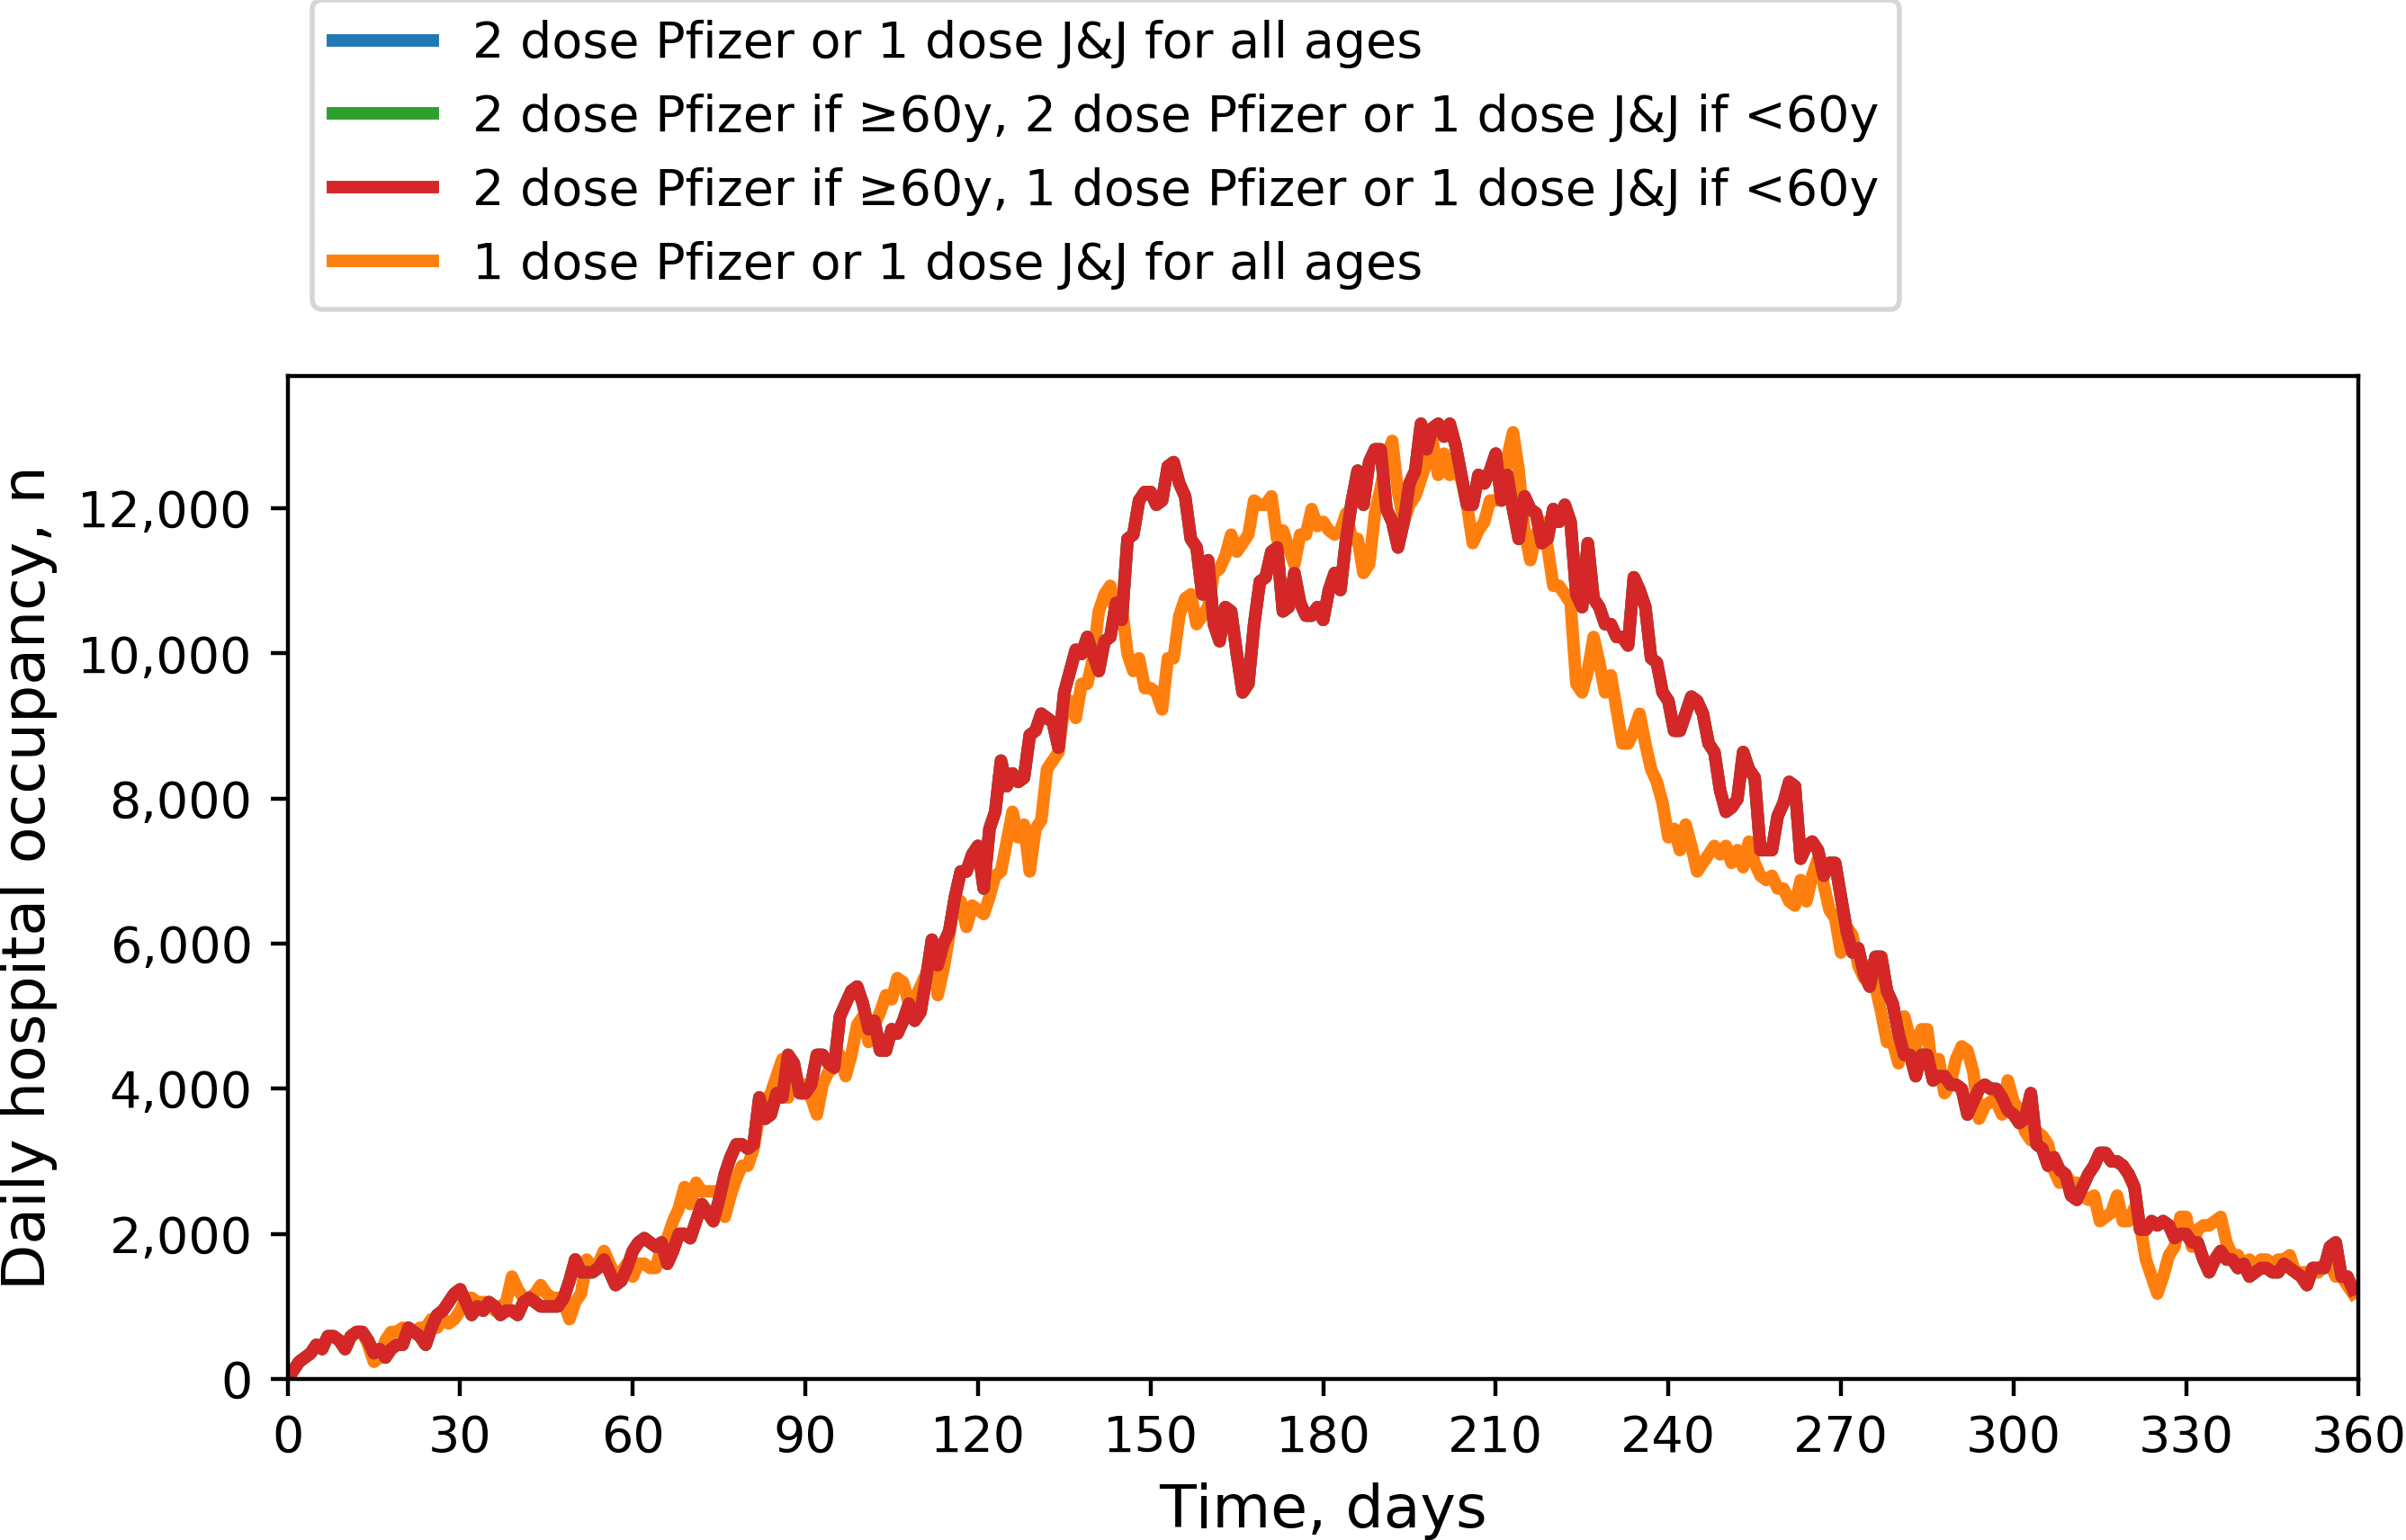 2 dose Pfizer or 1 dose J&J for all ages
2 dose Pfizer if ≥60y, 2 dose Pfizer or 1 dose J&J if <60y
2 dose Pfizer if ≥60y, 1 dose Pfizer or 1 dose J&J if <60y
1 dose Pfizer or 1 dose J&J for all ages
Daily hospital occupancy, n
12,000
10,000
8,000
6,000
4,000
2,000
0
0 30 60 90 120 150 180 210 240 270 300 330 360
Time, days